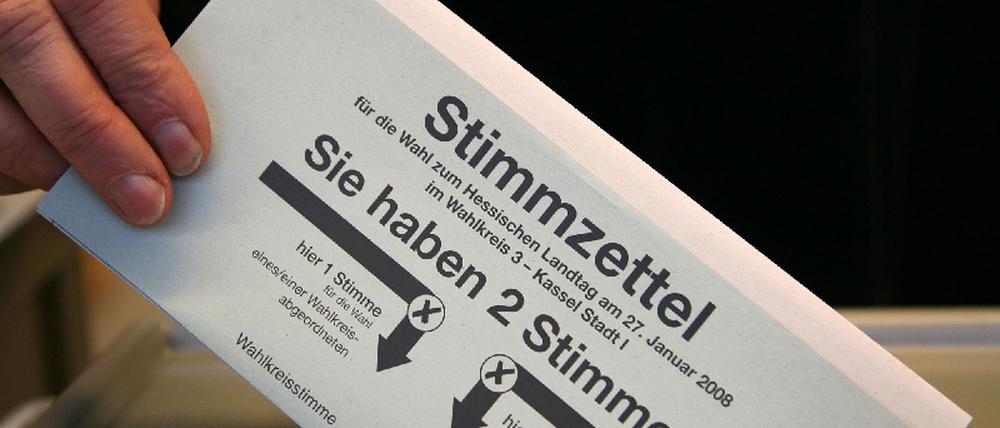 Stimmzettel
für die Wahl zum Hessischen Landtag am 27. Januar 2008
im Wahlkreis 3 - Kassel Stadt I
Sie haben 2 Stimme
hier 1 Stimme
für die Wahl
eines/einer Wahlkreis-
abgeordneten
Wahlkreisstimme